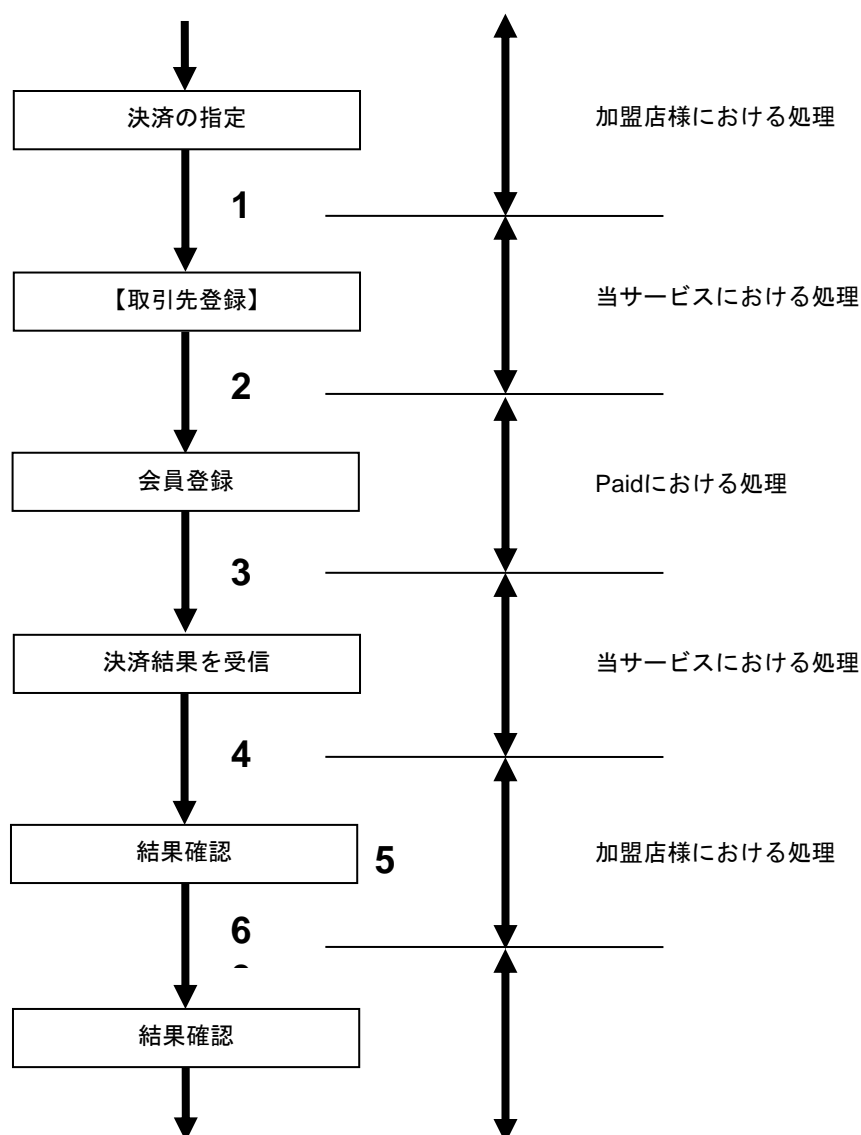 決済の指定
加盟店様における処理
1
【取引先登録】
当サービスにおける処理
2
会員登録
Paidにおける処理
3
決済結果を受信
当サービスにおける処理
4
結果確認
5
加盟店様における処理
6
結果確認